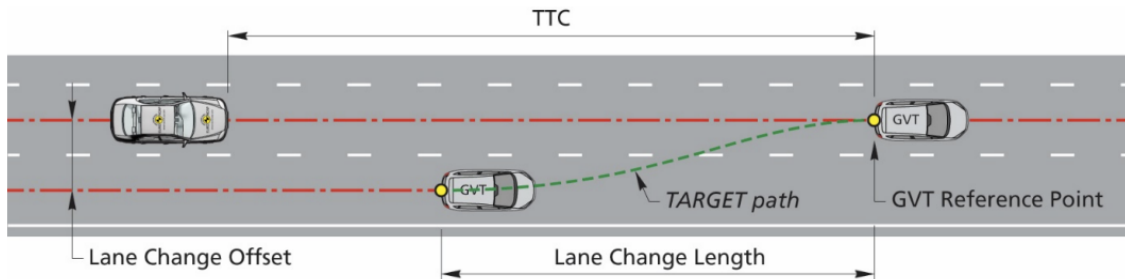 TTC
GVT
GVT
TARGET path
GVT Reference Point
Lane Change Offset
Lane Change Length